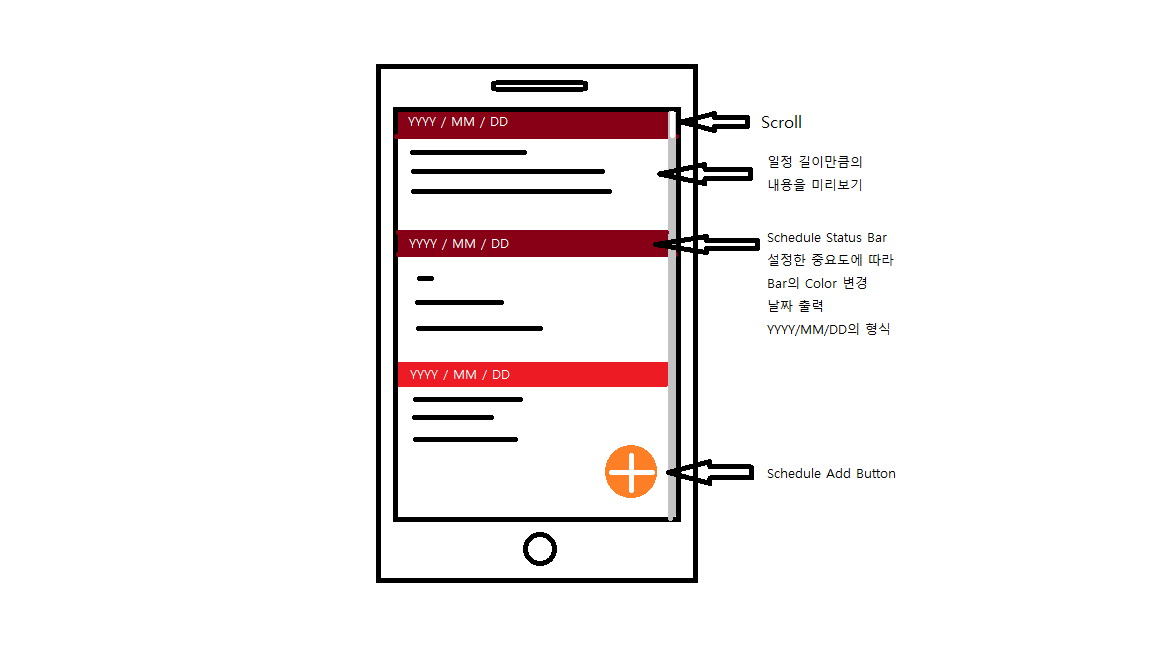 YYYY / MM / DD
Scroll
일정 길이만큼의
내용을 미리보기
YYYY / MM / DD
Schedule Status Bar
설정한 중요도에 따라
Bar의 Color 변경
날짜 출력
YYYY/MM/DD의 형식
YYYY / MM / DD
Schedule Add Button